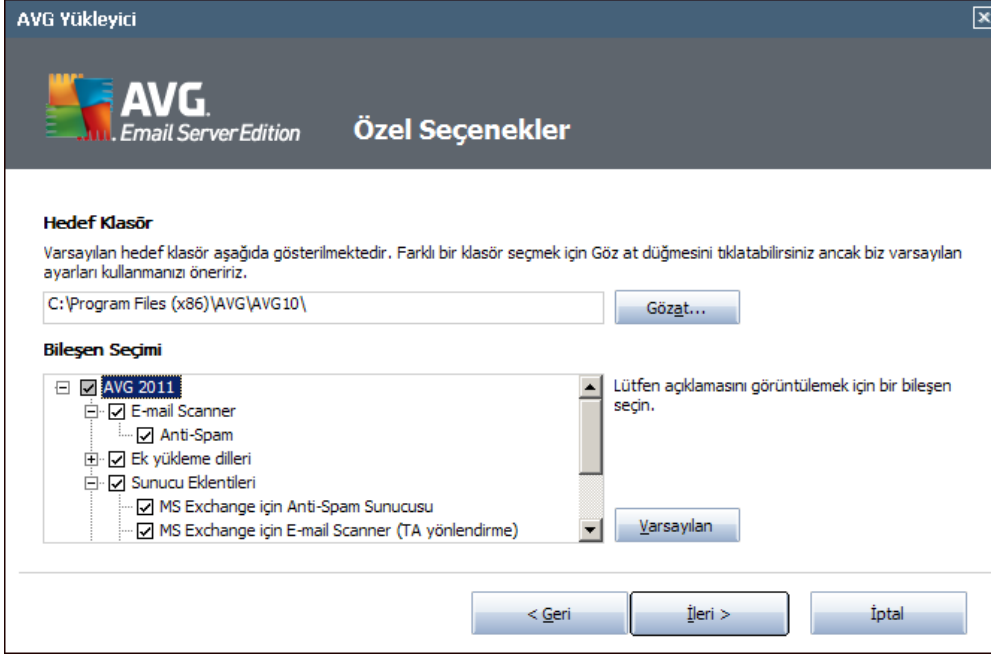 AVG Yükleyici
AVG.
Email Server Edition
Özel Seçenekler
Hedef Klasör
Varsayılan hedef klasör aşağıda gösterilmektedir. Farklı bir klasör seçmek için Göz at düğmesini tıklatabilirsiniz ancak biz varsayılan
ayarları kullanmanızı öneririz.
C:\Program Files (x86)\AVG\AVG10\
Gözat...
Bileşen Seçimi
AVG 2011
E-mail Scanner
Anti-Spam
Ek yükleme dilleri
Sunucu Eklentileri
MS Exchange için Anti-Spam Sunucusu
MS Exchange için E-mail Scanner (TA yönlendirme)
Lütfen açıklamasını görüntülemek için bir bileşen
seçin.
Varsayılan
< Geri
İleri >
İptal